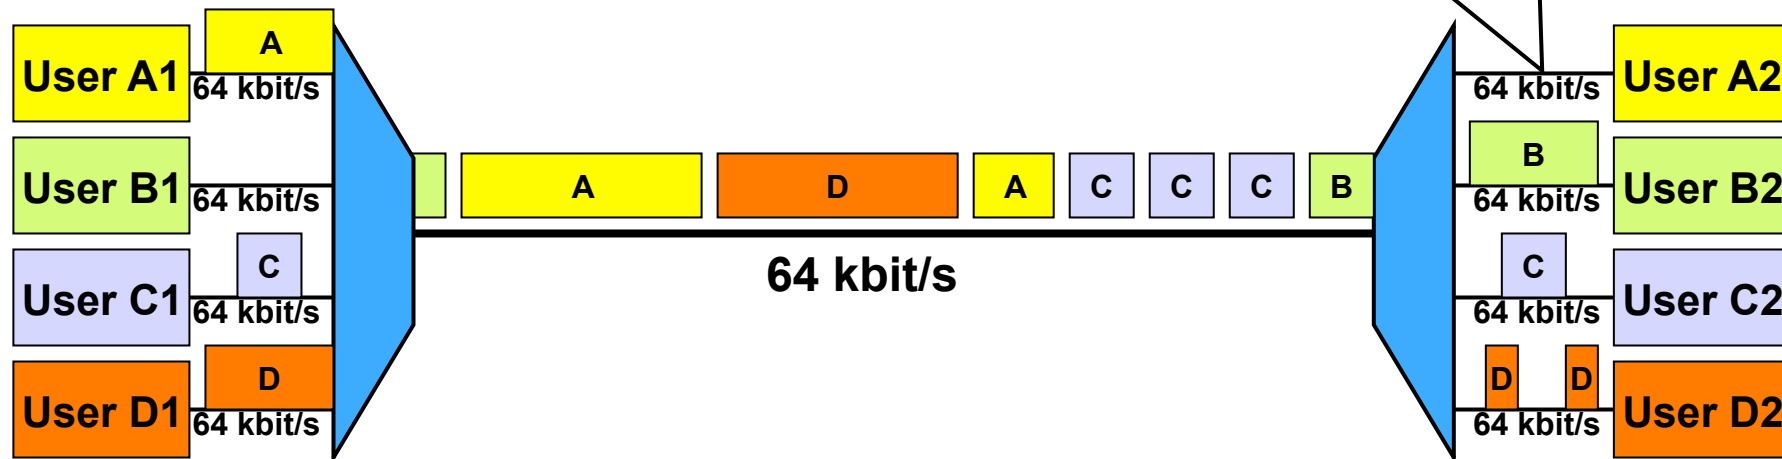 A
User A1
64 kbit/s
64 kbit/s
User A2
B
User B1
64 kbit/s
A
D
A
C
C
C
B
64 kbit/s
User B2
C
User C1
64 kbit/s
64 kbit/s
C
64 kbit/s
User C2
D
User D1
64 kbit/s
D
D
64 kbit/s
User D2